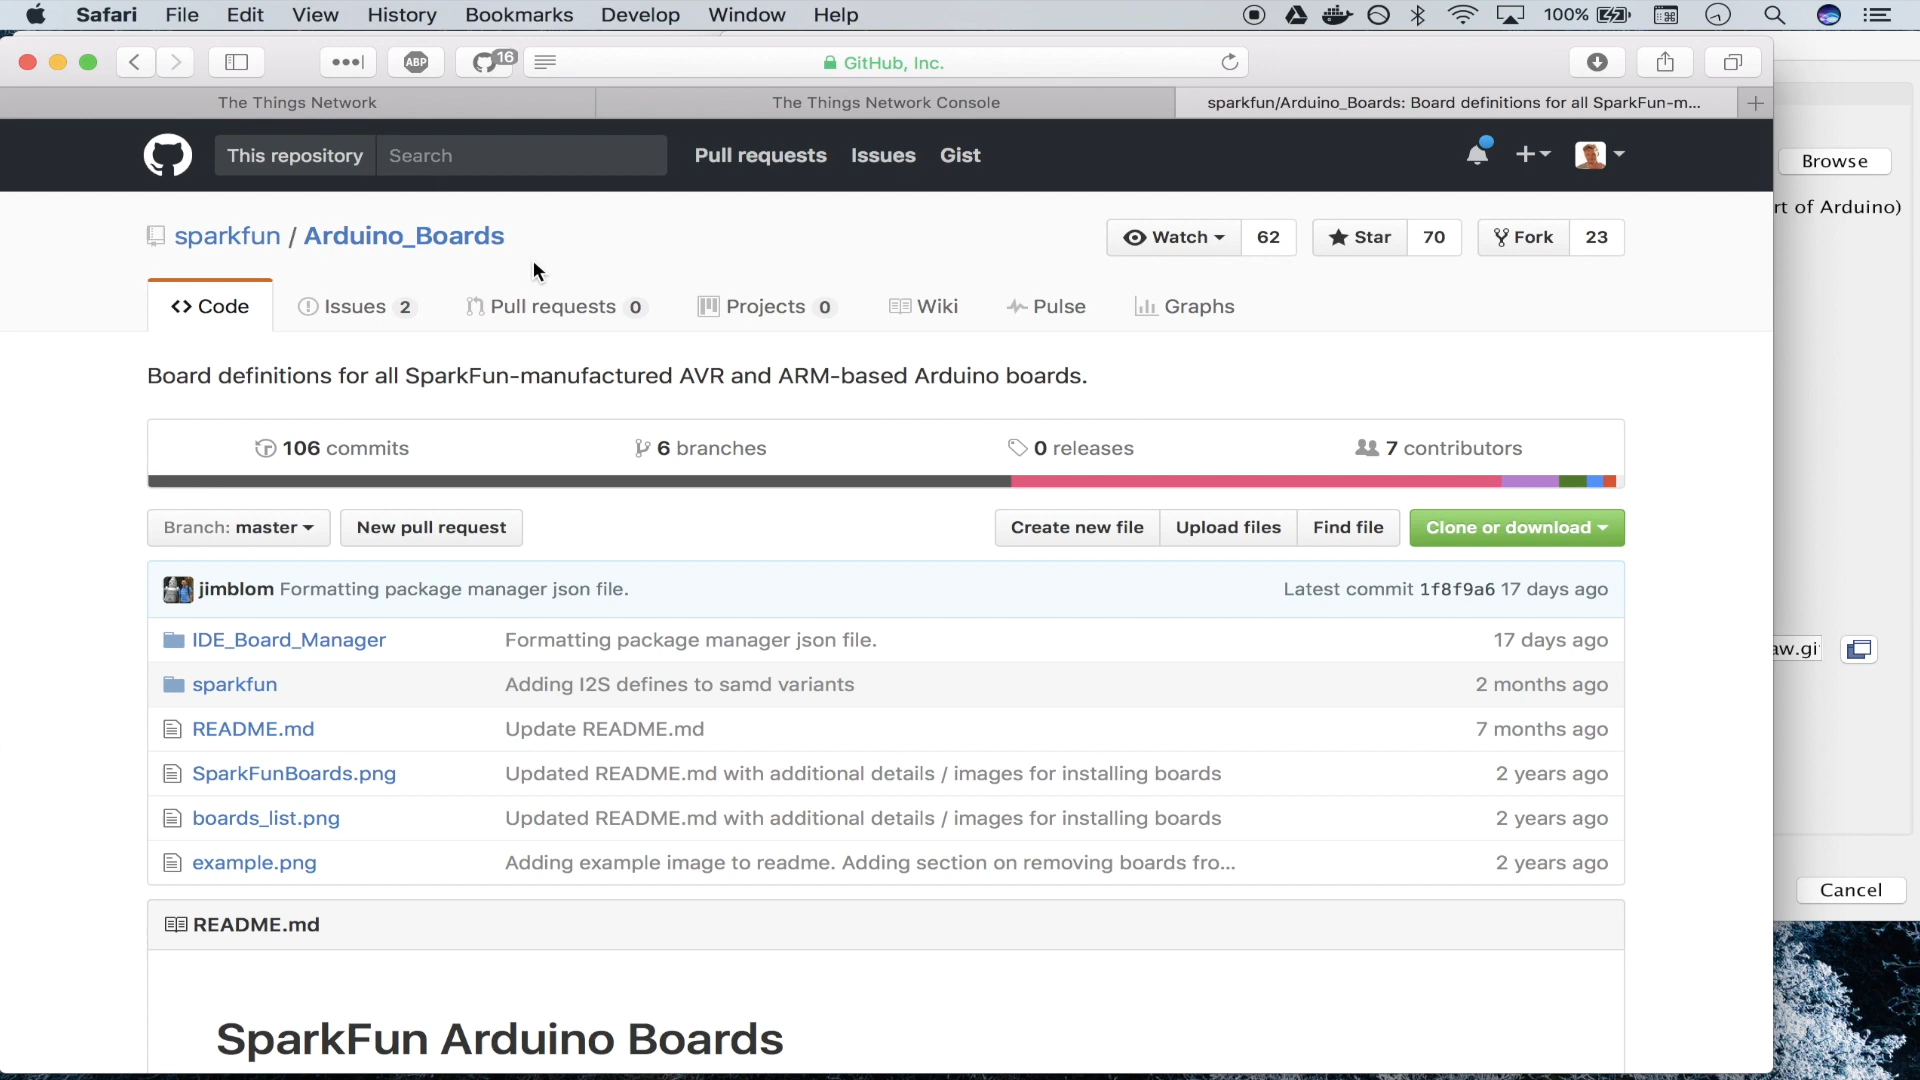 Safari File Edit View History Bookmarks Develop Window Help 100%
ABP 16 GitHub, Inc.
The Things Network The Things Network Console sparkfun/Arduino_Boards: Board definitions for all SparkFun-m...
This repository Search Pull requests Issues Gist
Browse
rt of Arduino)
sparkfun / Arduino_Boards Watch 62 Star 70 Fork 23
Code Issues 2 Pull requests 0 Projects 0 Wiki Pulse Graphs
Board definitions for all SparkFun-manufactured AVR and ARM-based Arduino boards.
106 commits 6 branches 0 releases 7 contributors
Branch: master New pull request Create new file Upload files Find file Clone or download
jimblom Formatting package manager json file. Latest commit 1f8f9a6 17 days ago
IDE_Board_Manager Formatting package manager json file. 17 days ago
aw.gi
sparkfun Adding I2S defines to samd variants 2 months ago
README.md Update README.md 7 months ago
SparkFunBoards.png Updated README.md with additional details / images for installing boards 2 years ago
boards_list.png Updated README.md with additional details / images for installing boards 2 years ago
example.png Adding example image to readme. Adding section on removing boards fro... 2 years ago
Cancel
README.md
SparkFun Arduino Boards